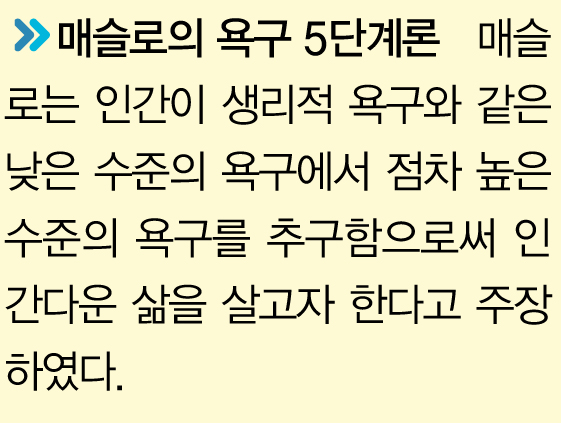 매슬로의 욕구 5단계론 매슬
로는 인간이 생리적 욕구와 같은
낮은 수준의 욕구에서 점차 높은
수준의 욕구를 추구함으로써 인
간다운 삶을 살고자 한다고 주장
하였다.